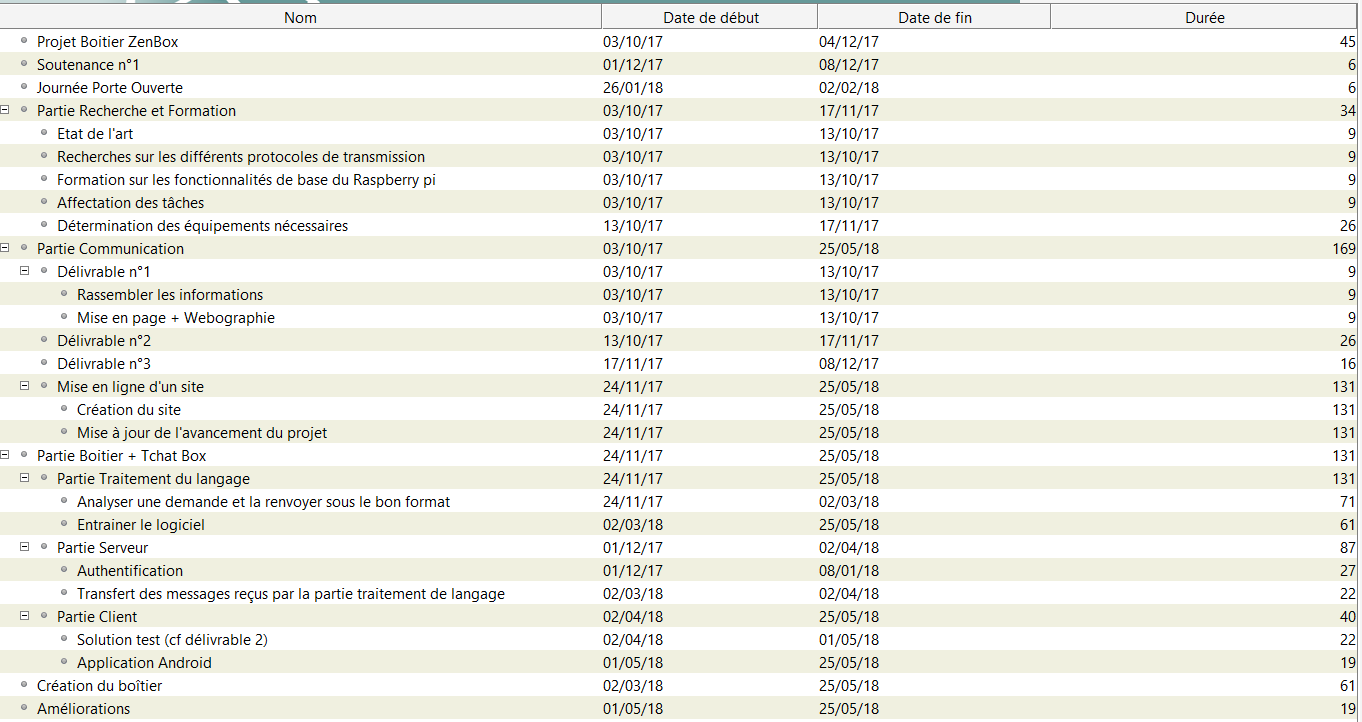 Nom Date de début Date de fin Durée
Projet Boitier ZenBox 03/10/17 04/12/17 45
Soutenance n°1 01/12/17 08/12/17 6
Journée Porte Ouverte 26/01/18 02/02/18 6
Partie Recherche et Formation 03/10/17 17/11/17 34
Etat de l'art 03/10/17 13/10/17 9
Recherches sur les différents protocoles de transmission 03/10/17 13/10/17 9
Formation sur les fonctionnalités de base du Raspberry pi 03/10/17 13/10/17 9
Affectation des tâches 03/10/17 13/10/17 9
Détermination des équipements nécessaires 13/10/17 17/11/17 26
Partie Communication 03/10/17 25/05/18 169
Délivrable n°1 03/10/17 13/10/17 9
Rassembler les informations 03/10/17 13/10/17 9
Mise en page + Webographie 03/10/17 13/10/17 9
Délivrable n°2 13/10/17 17/11/17 26
Délivrable n°3 17/11/17 08/12/17 16
Mise en ligne d'un site 24/11/17 25/05/18 131
Création du site 24/11/17 25/05/18 131
Mise à jour de l'avancement du projet 24/11/17 25/05/18 131
Partie Boitier + Tchat Box 24/11/17 25/05/18 131
Partie Traitement du langage 24/11/17 25/05/18 131
Analyser une demande et la renvoyer sous le bon format 24/11/17 02/03/18 71
Entrainer le logiciel 02/03/18 25/05/18 61
Partie Serveur 01/12/17 02/04/18 87
Authentification 01/12/17 08/01/18 27
Transfert des messages reçus par la partie traitement de langage 02/03/18 02/04/18 22
Partie Client 02/04/18 25/05/18 40
Solution test (cf délivrable 2) 02/04/18 01/05/18 22
Application Android 01/05/18 25/05/18 19
Création du boîtier 02/03/18 25/05/18 61
Améliorations 01/05/18 25/05/18 19